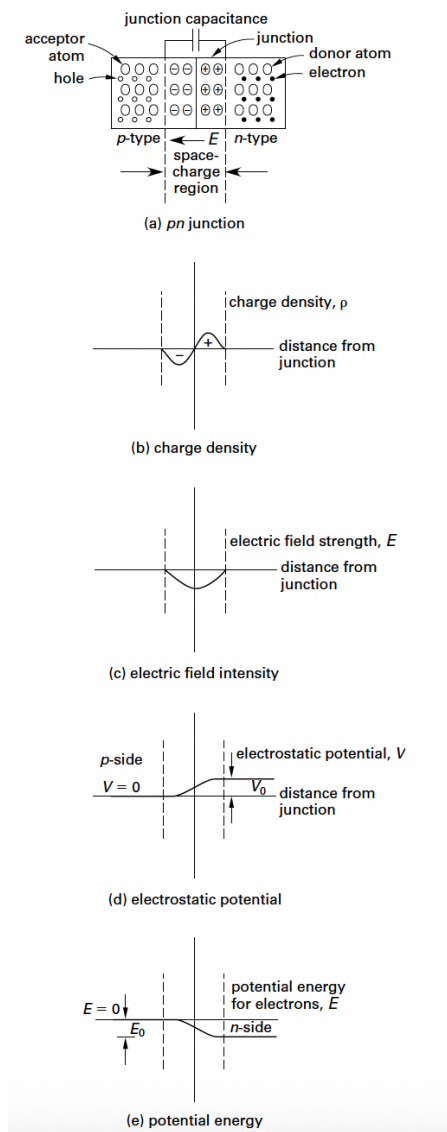 junction capacitance
acceptor
atom
junction
donor atom
hole
electron
p-type
E
n-type
space-
charge
region
(a) pn junction
charge density, ρ
+
–
distance from
junction
(b) charge density
electric field strength, E
distance from
junction
(c) electric field intensity
p-side
electrostatic potential, V
V = 0
V0
distance from
junction
(d) electrostatic potential
potential energy
for electrons, E
E = 0
E0
n-side
(e) potential energy